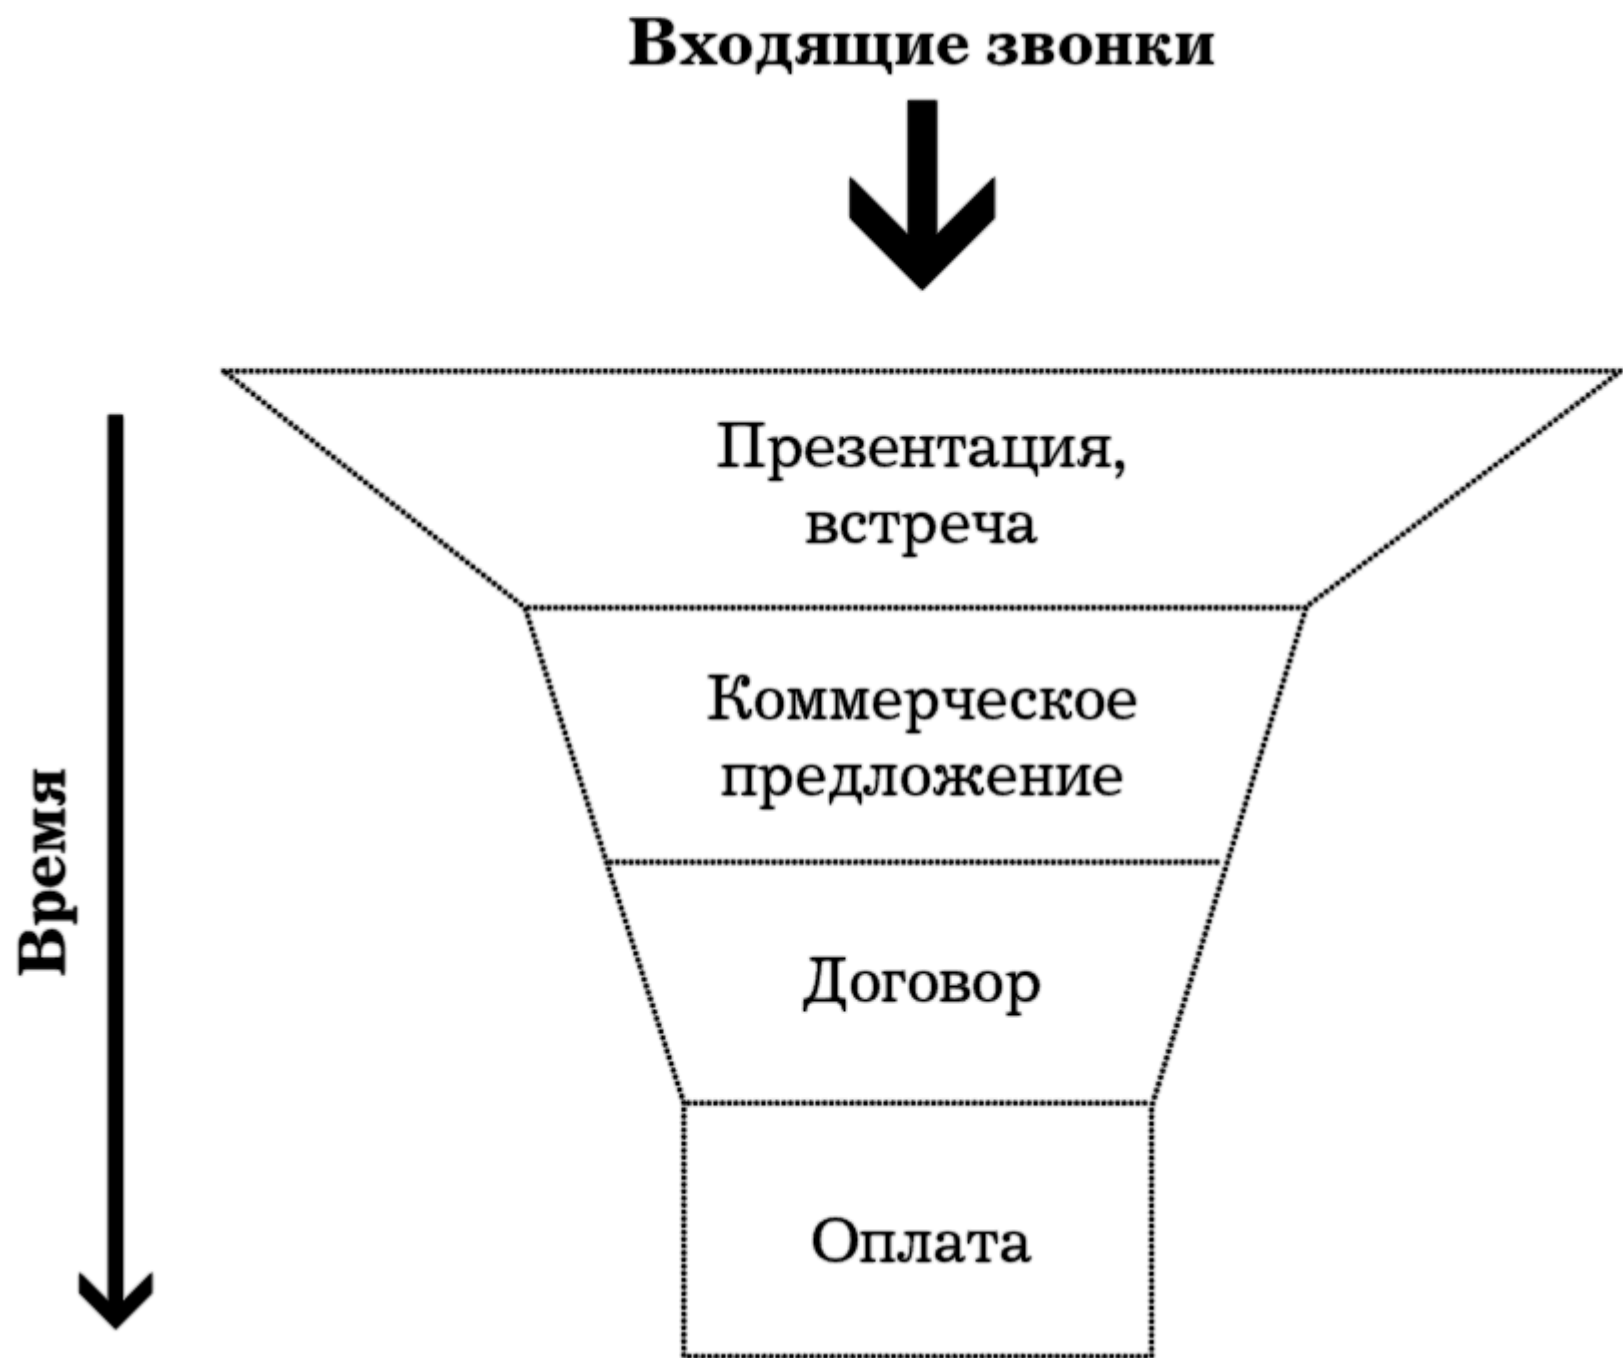 Входящие звонки
Презентация,
встреча
Коммерческое
предложение
Договор
Оплата
Время